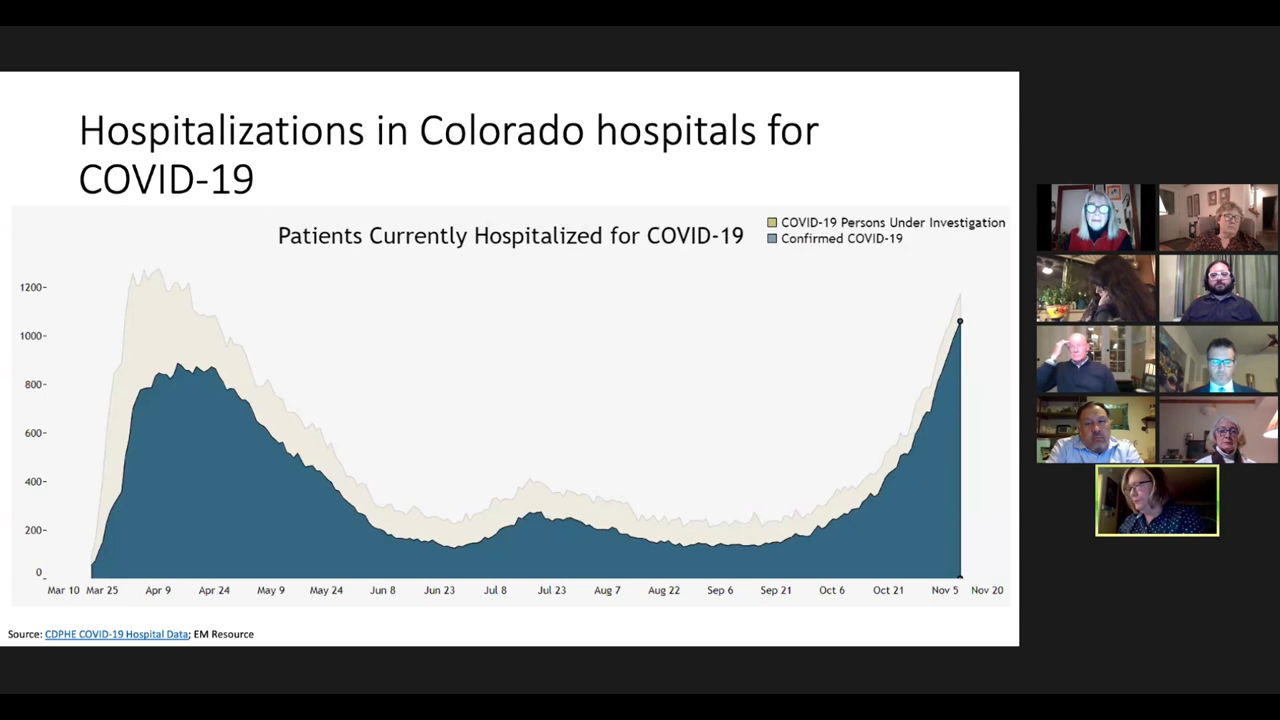 Hospitalizations in Colorado hospitals for
COVID-19
Patients Currently Hospitalized for COVID-19
COVID-19 Persons Under Investigation
Confirmed COVID-19
1200-
1000-
800-
600-
400-
200-
0-
Mar 10 Mar 25 Apr 9 Apr 24 May 9 May 24 Jun 8 Jun 23 Jul 8 Jul 23 Aug 7 Aug 22 Sep 6 Sep 21 Oct 6 Oct 21 Nov 5 Nov 20
Source: CDPHE COVID-19 Hospital Data; EM Resource